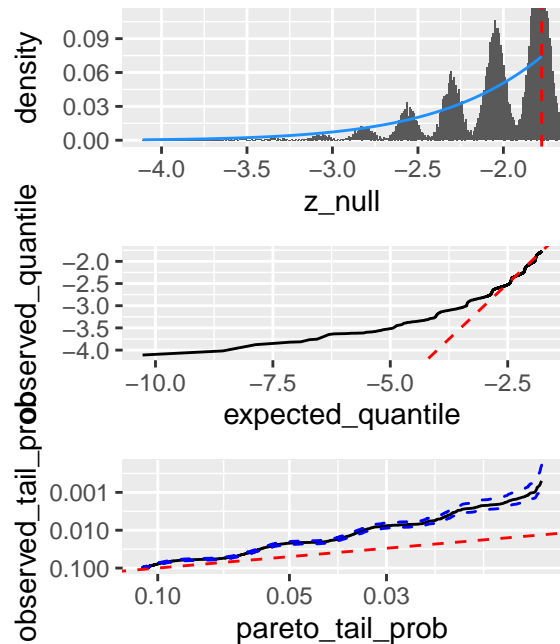 density
0.09
0.06
0.03
0.00
−4.0 −3.5 −3.0 −2.5 −2.0
z_null
observed_quantile
−2.0
−2.5
−3.0
−3.5
−4.0
−10.0 −7.5 −5.0 −2.5
expected_quantile
observed_tail_prob
0.001
0.010
0.100
0.10 0.05 0.03
pareto_tail_prob